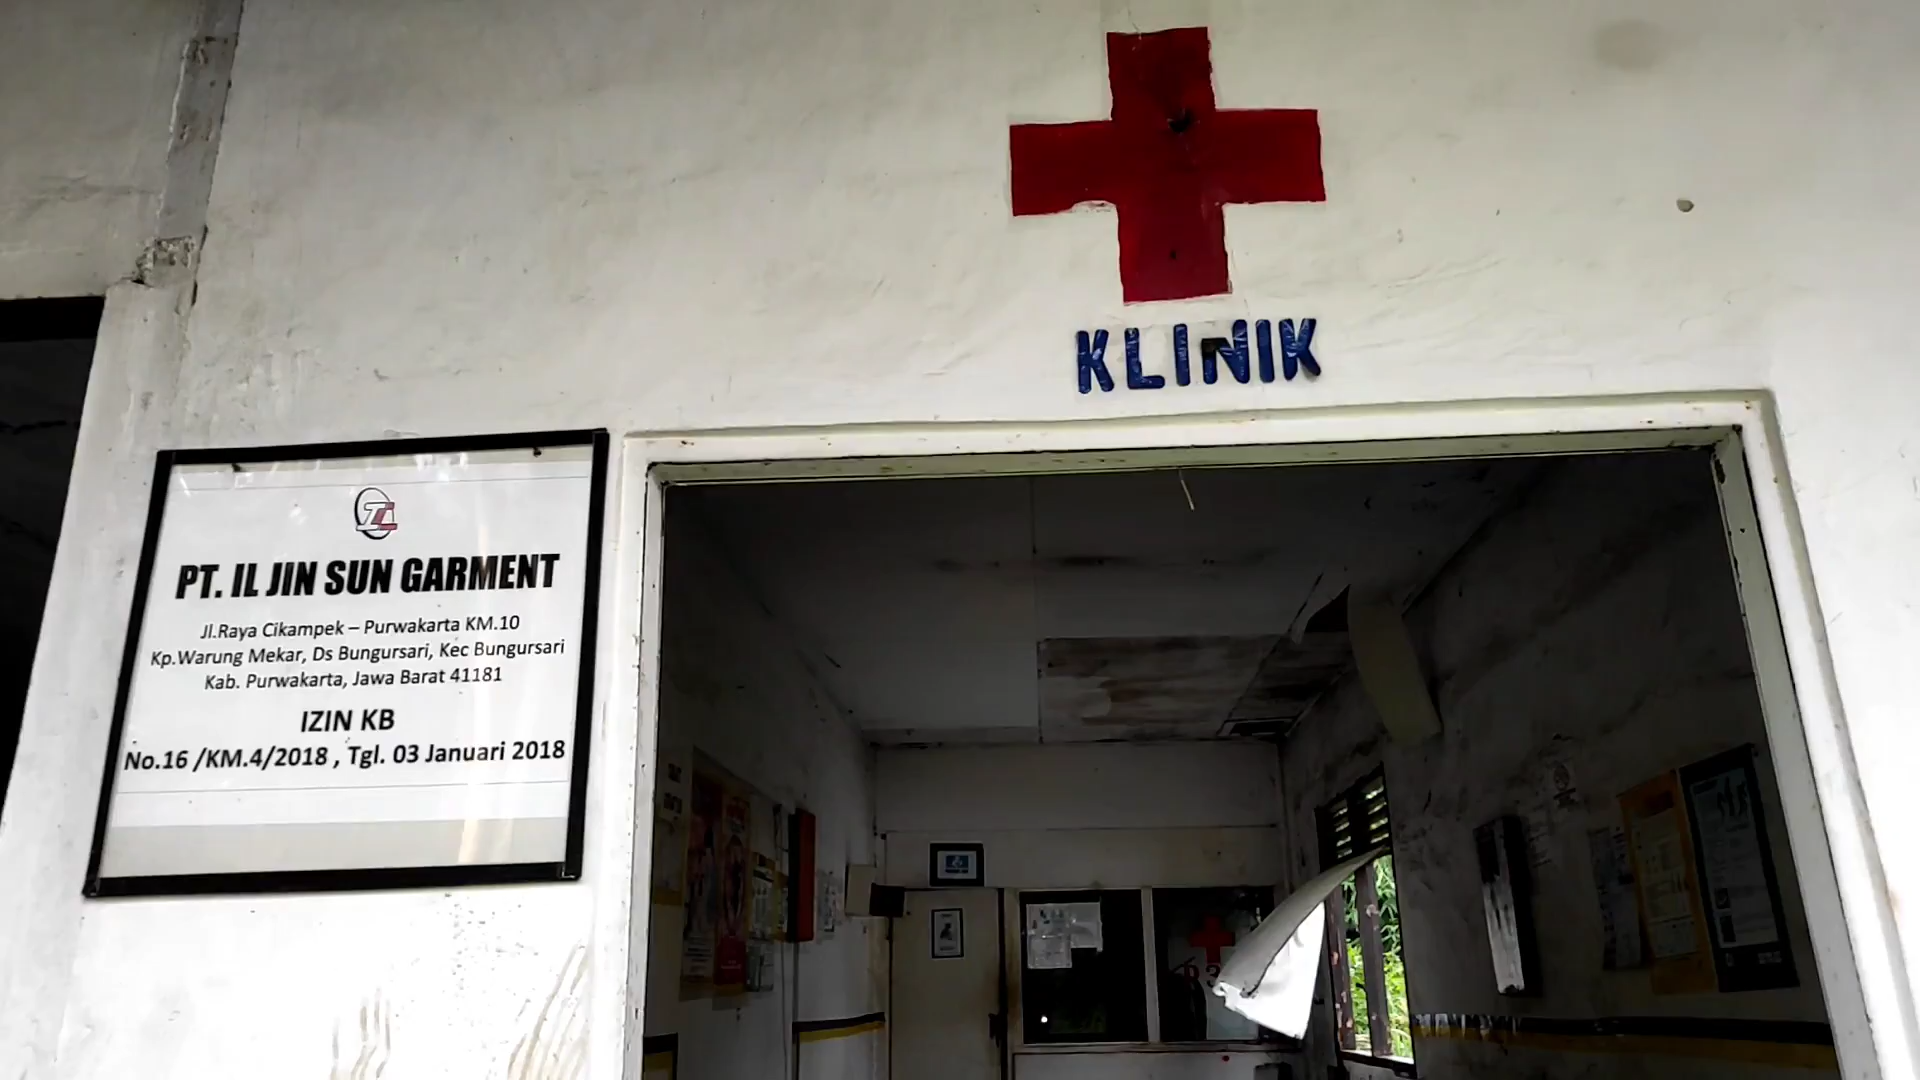 KLINIK
PT. IL JIN SUN GARMENT
Jl.Raya Cikampek – Purwakarta KM.10
Kp.Warung Mekar, Ds Bungursari, Kec Bungursari
Kab. Purwakarta, Jawa Barat 41181
IZIN KB
No.16 /KM.4/2018 , Tgl. 03 Januari 2018